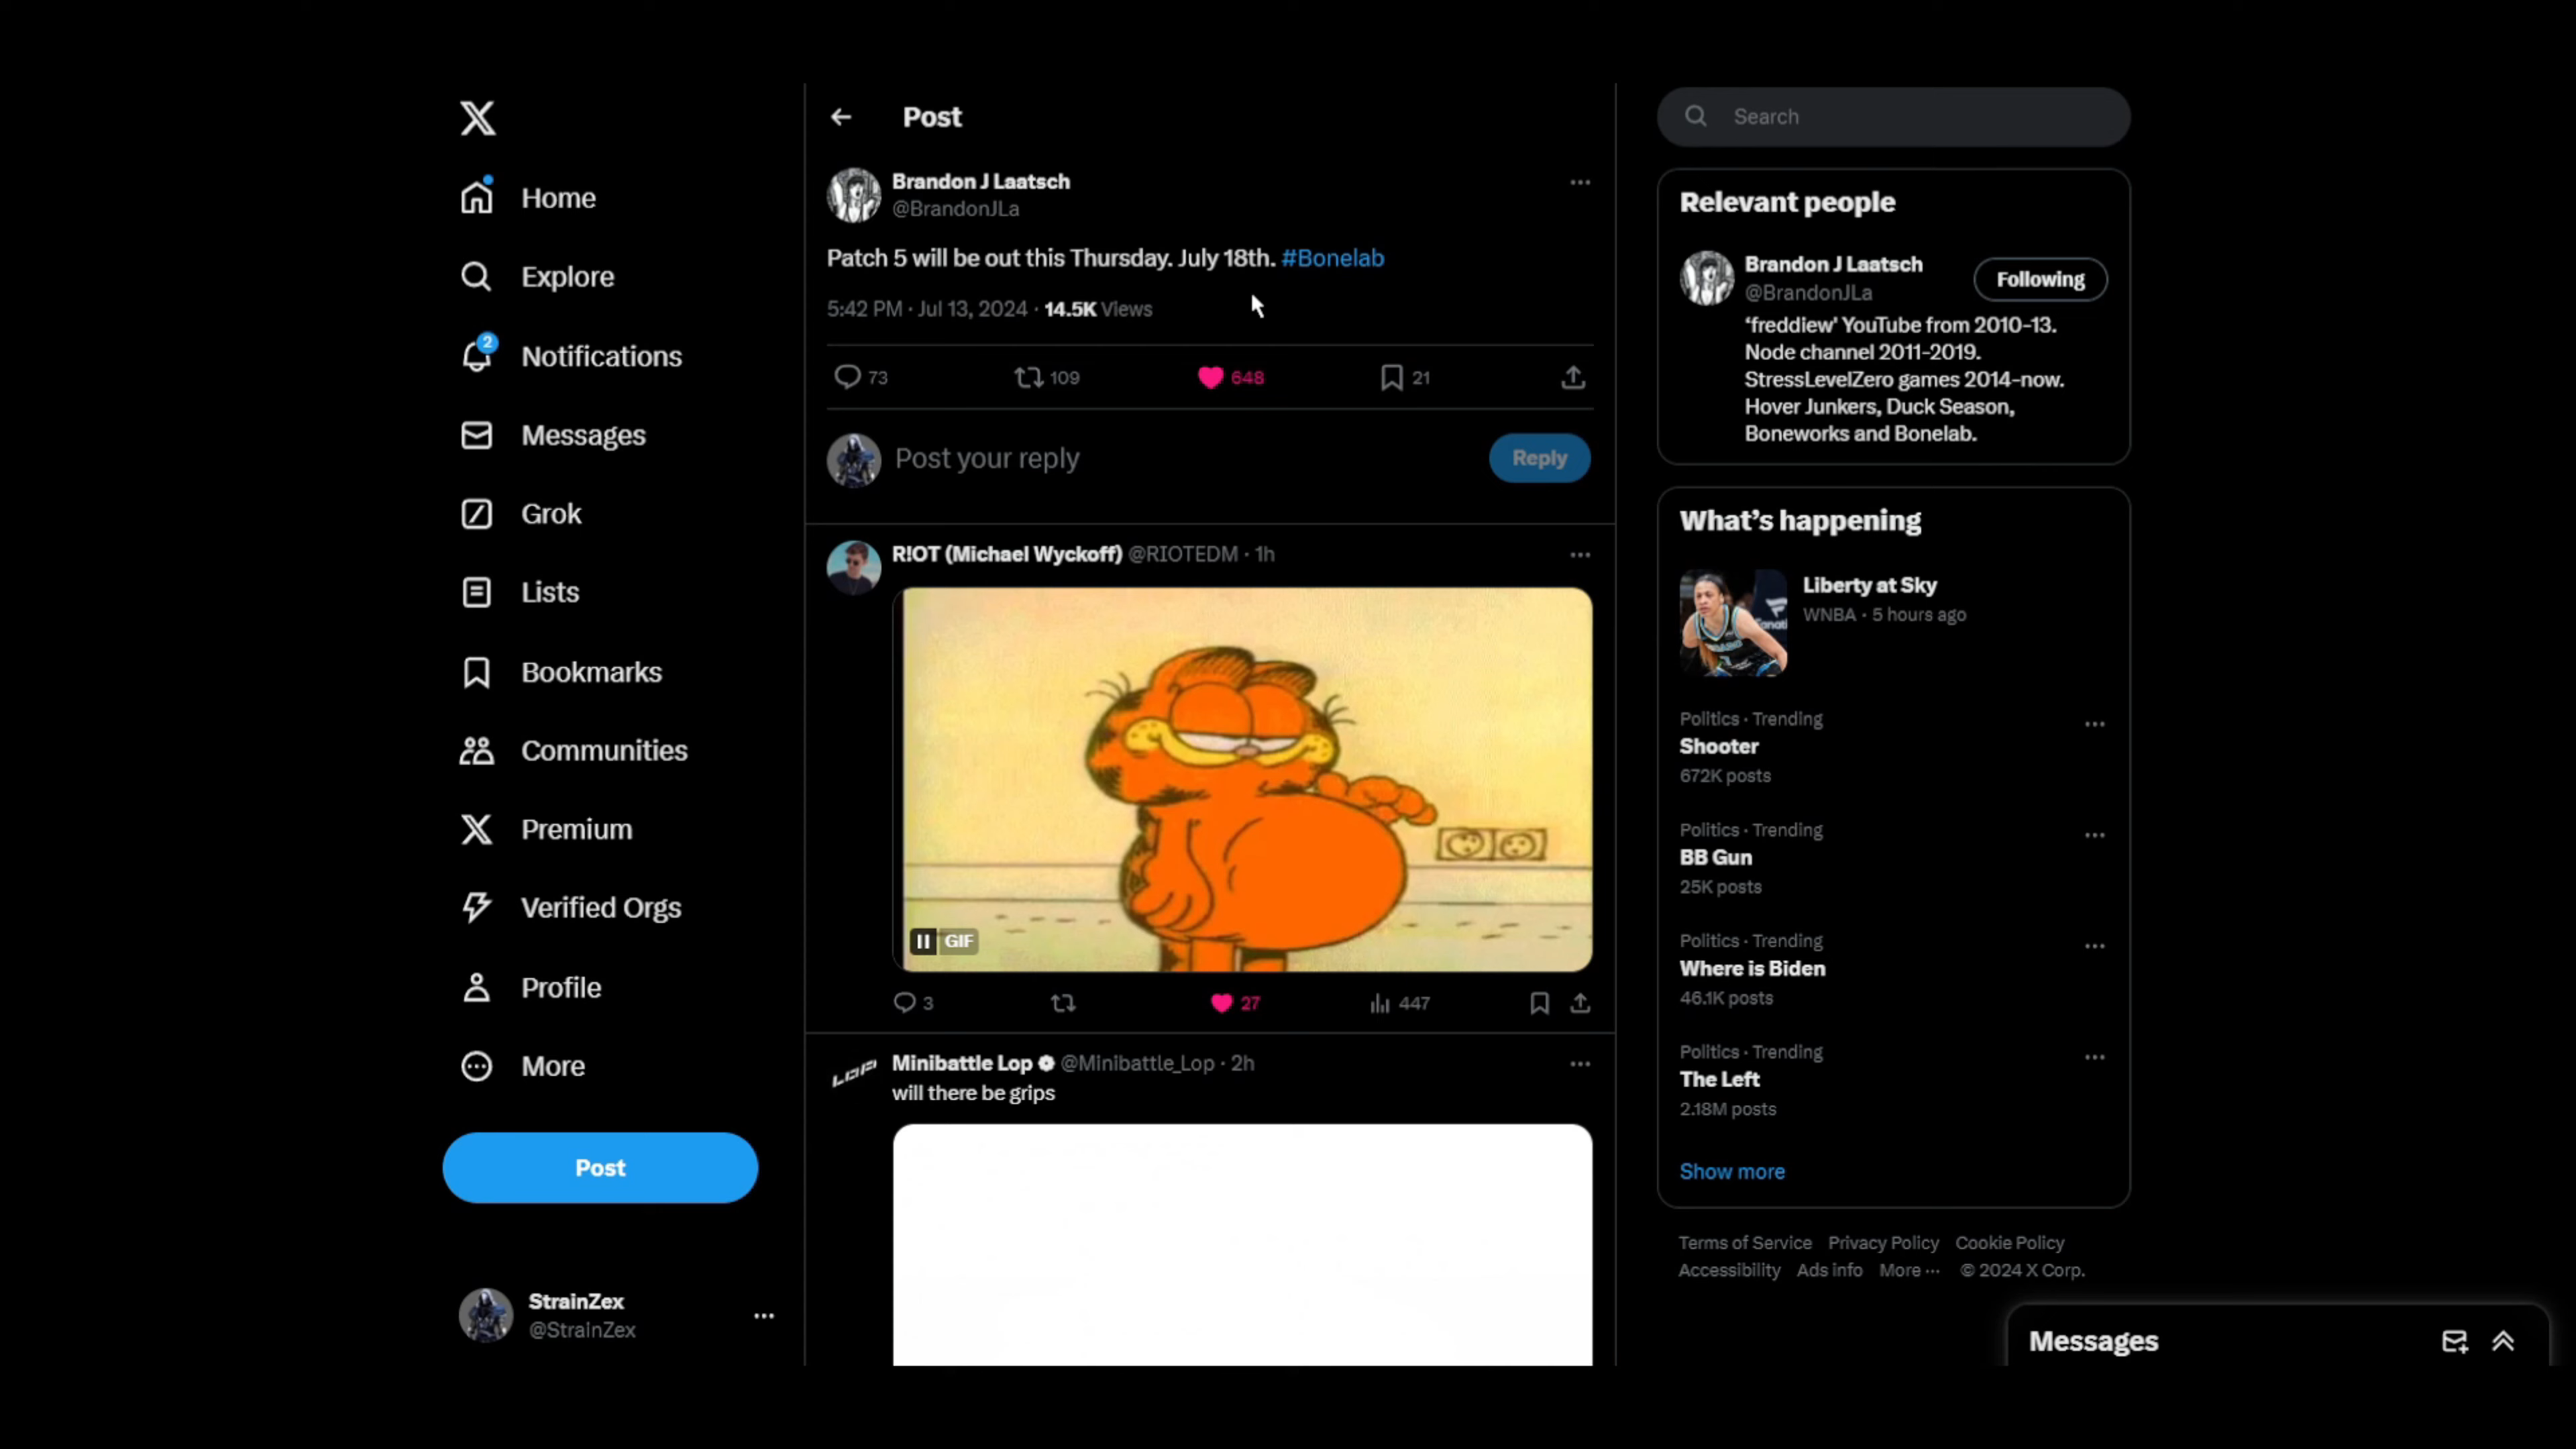 Home
Explore
2
Notifications
Messages
Grok
Lists
Bookmarks
Communities
Premium
Verified Orgs
Profile
More
Post
StrainZex
@StrainZex
Post
Brandon J Laatsch
@BrandonJLa
Patch 5 will be out this Thursday. July 18th. #Bonelab
5:42 PM · Jul 13, 2024 · 14.5K Views
73 109 648 21
Post your reply
Reply
R!OT (Michael Wyckoff) @RIOTEDM · 1h
GIF
3 27 447
Minibattle Lop @Minibattle_Lop · 2h
will there be grips
LOP
Search
Relevant people
Brandon J Laatsch
@BrandonJLa
Following
‘freddiew' YouTube from 2010-13.
Node channel 2011-2019.
StressLevelZero games 2014-now.
Hover Junkers, Duck Season,
Boneworks and Bonelab.
What’s happening
Liberty at Sky
WNBA · 5 hours ago
Politics · Trending
Shooter
672K posts
Politics · Trending
BB Gun
25K posts
Politics · Trending
Where is Biden
46.1K posts
Politics · Trending
The Left
2.18M posts
Show more
Terms of Service Privacy Policy Cookie Policy
Accessibility Ads info More ··· © 2024 X Corp.
Messages